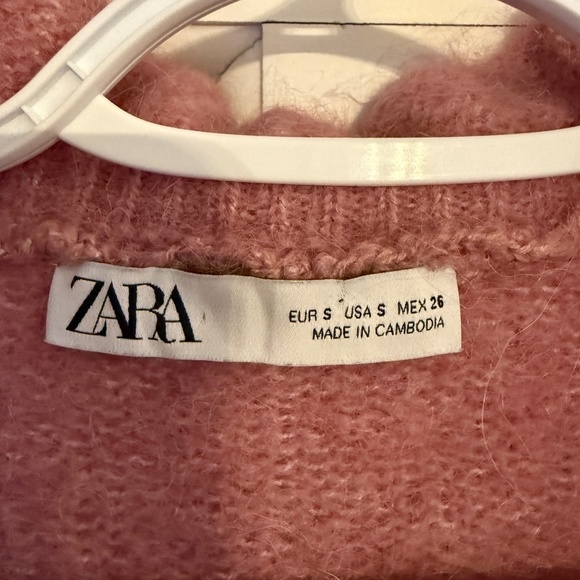 ZARA
EUR S USA S MEX 26
MADE IN CAMBODIA